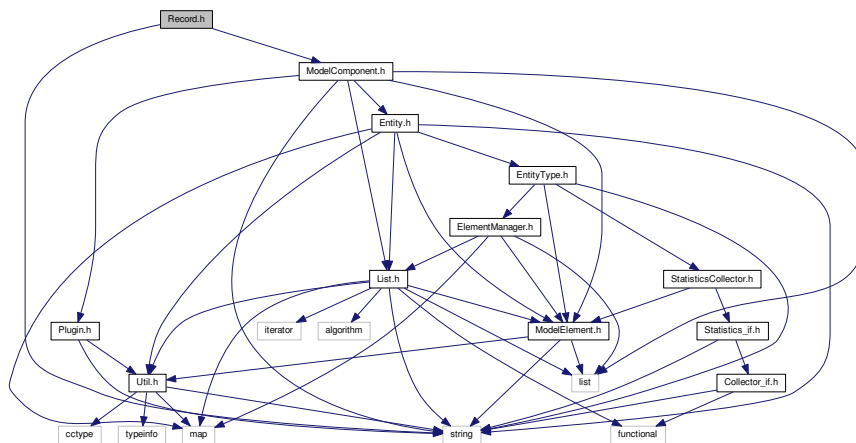 Record.h
ModelComponent.h
Entity.h
EntityType.h
ElementManager.h
List.h
StatisticsCollector.h
iterator
algorithm
Plugin.h
ModelElement.h
Statistics_if.h
Util.h
list
Collector_if.h
cctype
typeinfo
map
string
functional